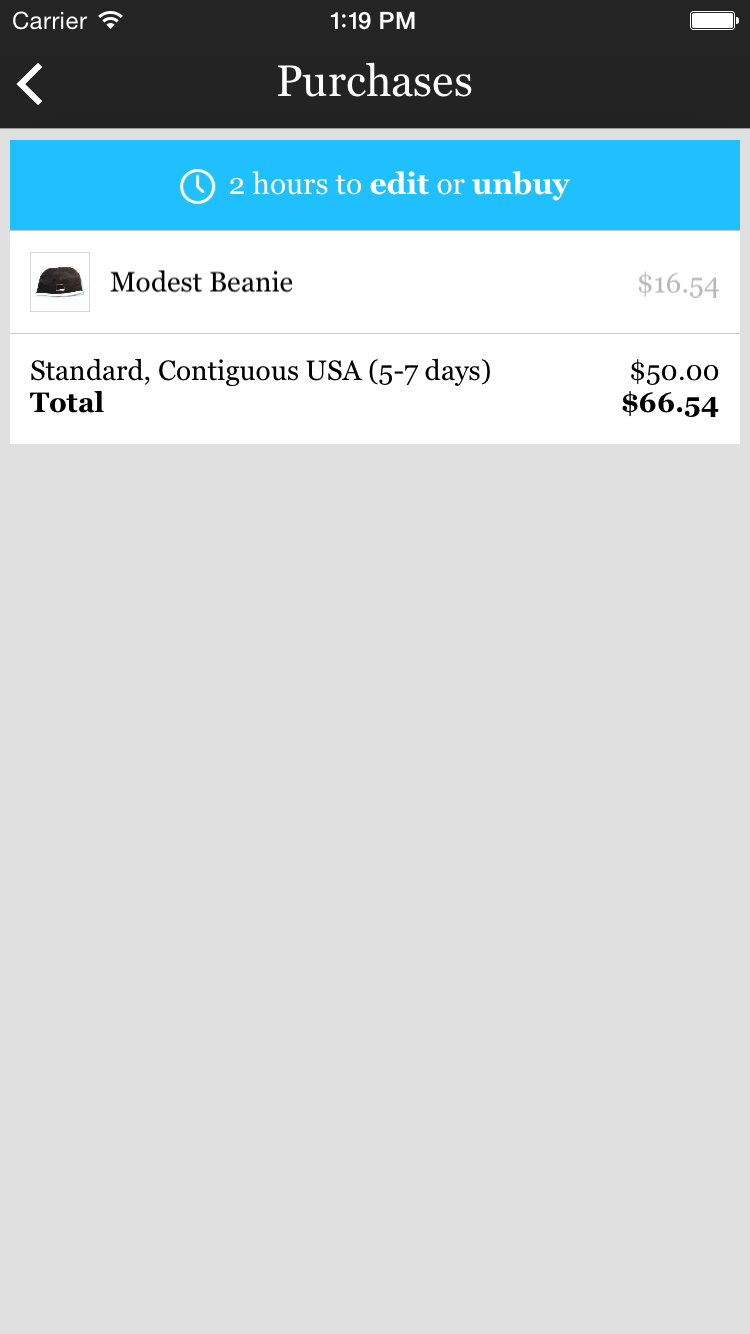 Carrier 1:19 PM
Purchases
2 hours to edit or unbuy
Modest Beanie $16.54
Standard, Contiguous USA (5-7 days) $50.00
Total $66.54